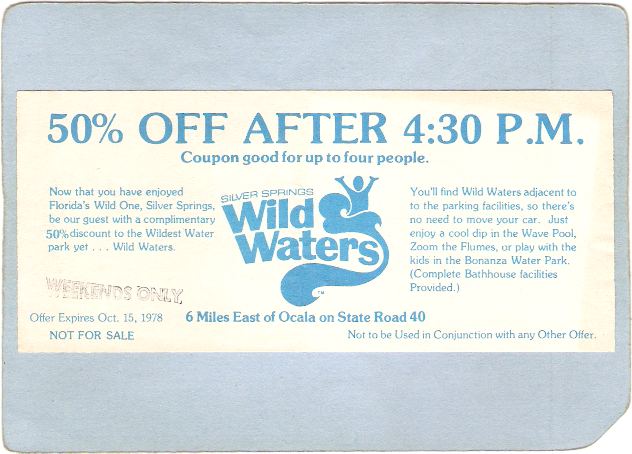 50% OFF AFTER 4:30 P.M.
Coupon good for up to four people.
Now that you have enjoyed
Florida's Wild One, Silver Springs,
be our guest with a complimentary
50% discount to the Wildest Water
park yet . . . Wild Waters.
WEEKENDS ONLY.
SILVER SPRINGS
Wild
Waters
TM
You'll find Wild Waters adjacent to
to the parking facilities, so there's
no need to move your car. Just
enjoy a cool dip in the Wave Pool,
Zoom the Flumes, or play with the
kids in the Bonanza Water Park.
(Complete Bathhouse facilities
Provided.)
Offer Expires Oct. 15, 1978
6 Miles East of Ocala on State Road 40
NOT FOR SALE
Not to be Used in Conjunction with any Other Offer.